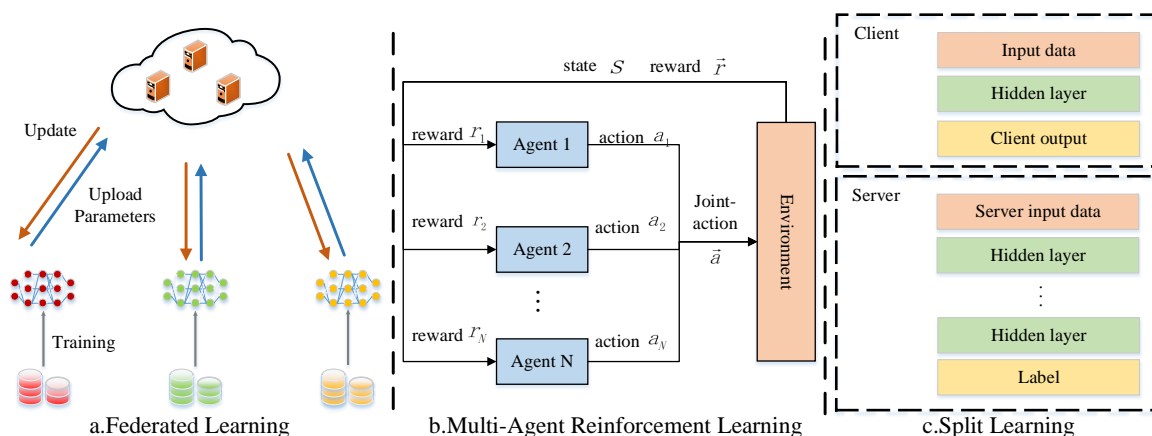 Update
Upload
Parameters
Training
a.Federated Learning
state S reward r⃗
reward r₁
Agent 1
action a₁
reward r₂
Agent 2
action a₂
⋮
reward r_N
Agent N
action a_N
Joint-
action
a⃗
Environment
b.Multi-Agent Reinforcement Learning
Client
Input data
Hidden layer
Client output
Server
Server input data
Hidden layer
⋮
Hidden layer
Label
c.Split Learning